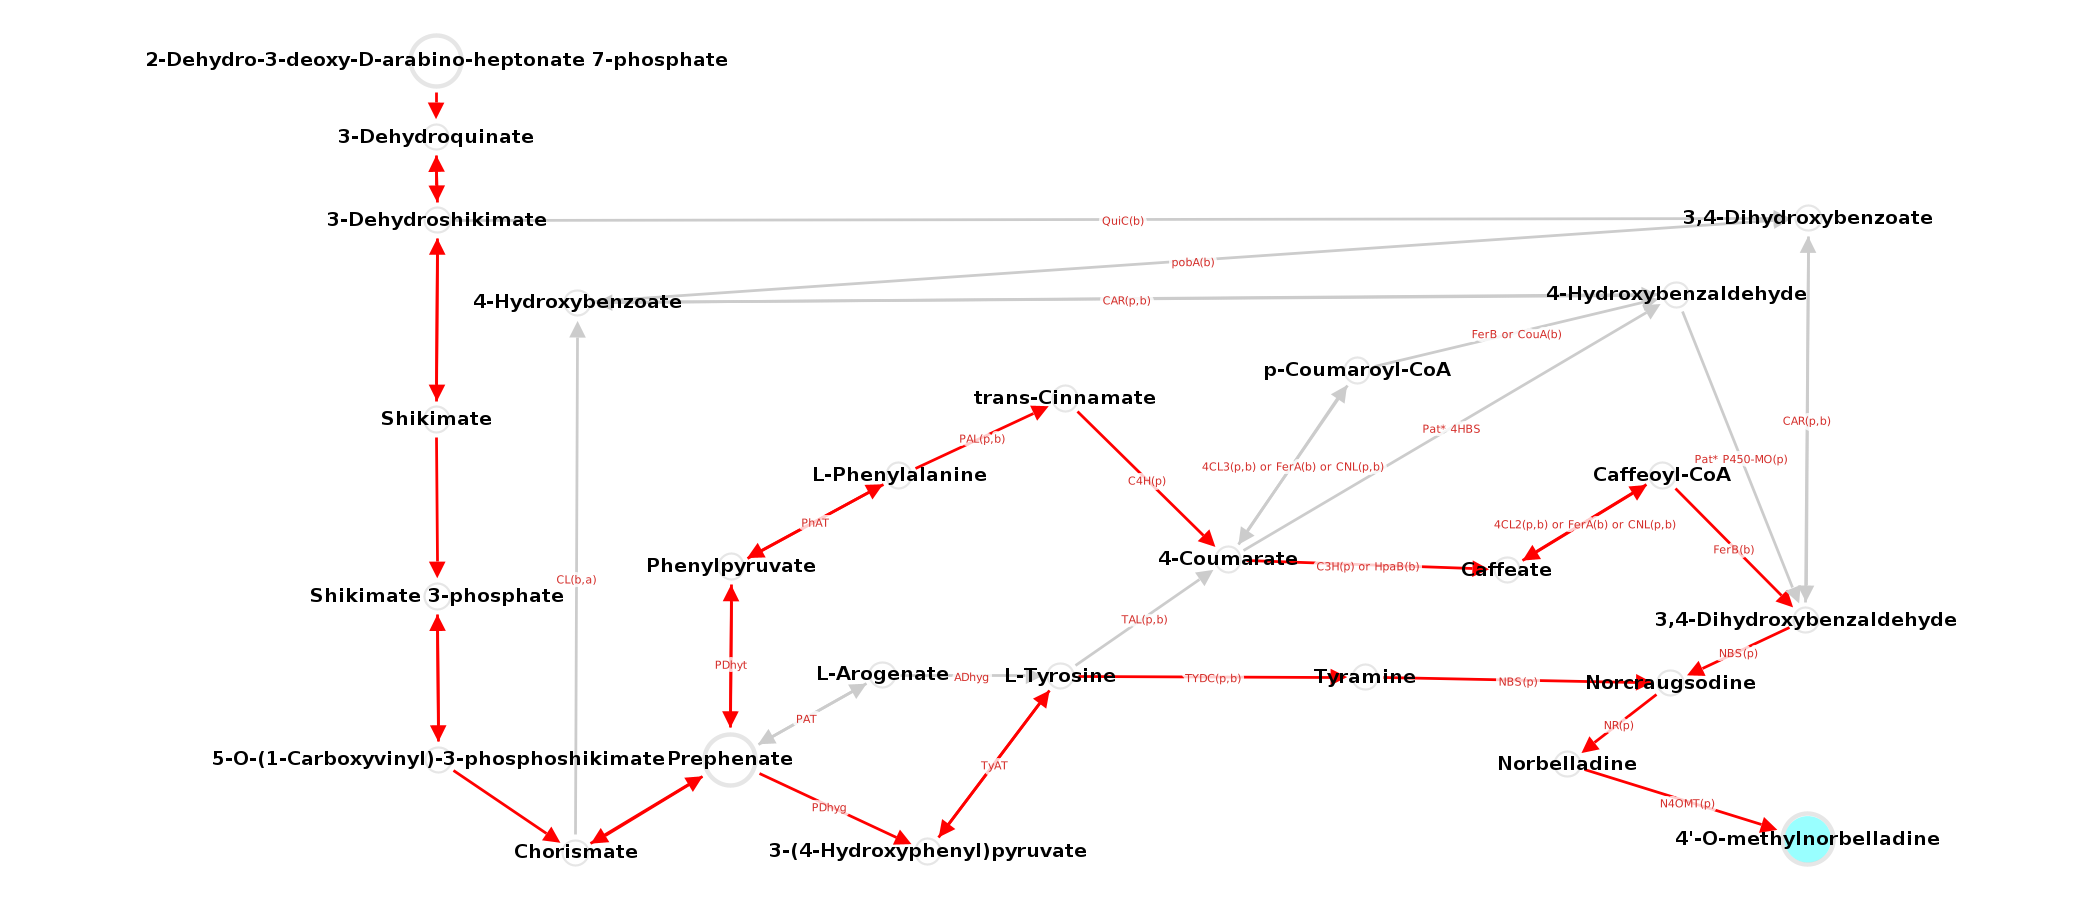 2-Dehydro-3-deoxy-D-arabino-heptonate 7-phosphate
3-Dehydroquinate
3-Dehydroshikimate
QuiC(b)
3,4-Dihydroxybenzoate
pobA(b)
4-Hydroxybenzoate
CAR(p,b)
4-Hydroxybenzaldehyde
FerB or CouA(b)
p-Coumaroyl-CoA
trans-Cinnamate
Shikimate
Pat* 4HBS
CAR(p,b)
PAL(p,b)
4CL3(p,b) or FerA(b) or CNL(p,b)
Pat* P450-MO(p)
L-Phenylalanine
C4H(p)
Caffeoyl-CoA
PhAT
4CL2(p,b) or FerA(b) or CNL(p,b)
FerB(b)
Phenylpyruvate
4-Coumarate
C3H(p) or HpaB(b)
Caffeate
CL(b,a)
Shikimate 3-phosphate
TAL(p,b)
3,4-Dihydroxybenzaldehyde
PDhyt
NBS(p)
L-Arogenate
ADhyg
L-Tyrosine
TYDC(p,b)
Tyramine
NBS(p)
Norcraugsodine
PAT
NR(p)
5-O-(1-Carboxyvinyl)-3-phosphoshikimate
Prephenate
TyAT
Norbelladine
PDhyg
N4OMT(p)
4'-O-methylnorbelladine
Chorismate
3-(4-Hydroxyphenyl)pyruvate